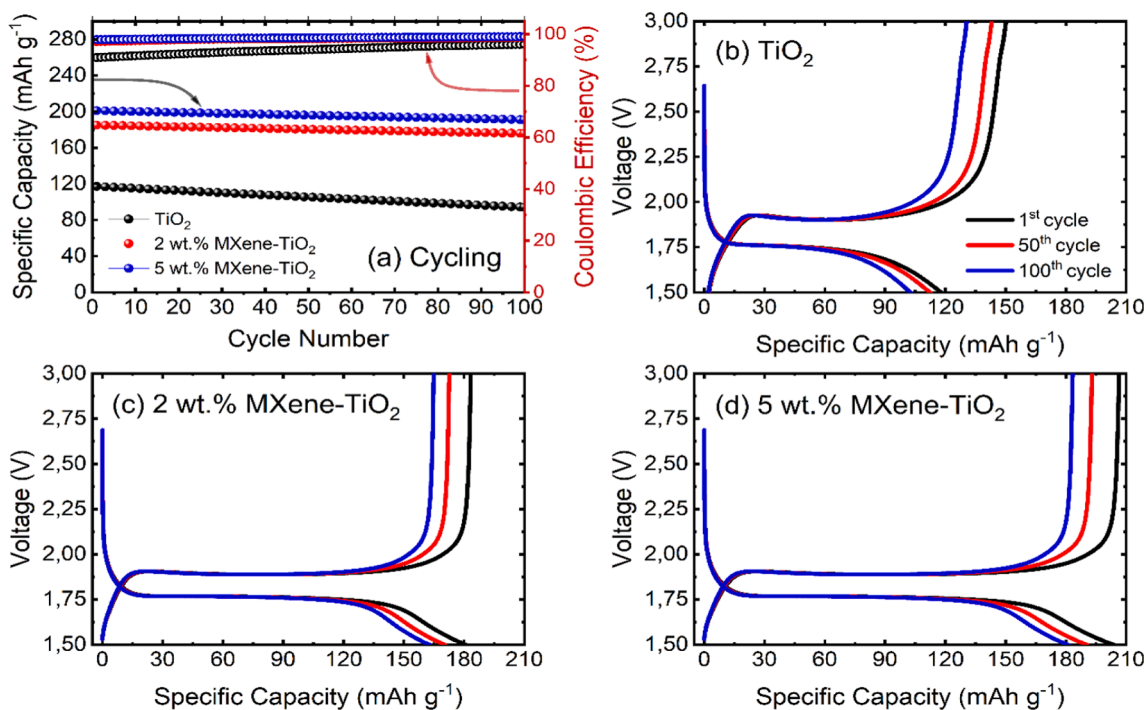 280
240
200
160
120
80
40
0
Specific Capacity (mAh g⁻¹)
TiO₂
2 wt.% MXene-TiO₂
5 wt.% MXene-TiO₂
(a) Cycling
0 10 20 30 40 50 60 70 80 90 100
Cycle Number
100
80
60
40
20
0
Coulombic Efficiency (%)
(b) TiO₂
3,00
2,75
2,50
2,25
2,00
1,75
1,50
Voltage (V)
1ˢᵗ cycle
50ᵗʰ cycle
100ᵗʰ cycle
0 30 60 90 120 150 180 210
Specific Capacity (mAh g⁻¹)
(c) 2 wt.% MXene-TiO₂
3,00
2,75
2,50
2,25
2,00
1,75
1,50
Voltage (V)
0 30 60 90 120 150 180 210
Specific Capacity (mAh g⁻¹)
(d) 5 wt.% MXene-TiO₂
3,00
2,75
2,50
2,25
2,00
1,75
1,50
Voltage (V)
0 30 60 90 120 150 180 210
Specific Capacity (mAh g⁻¹)